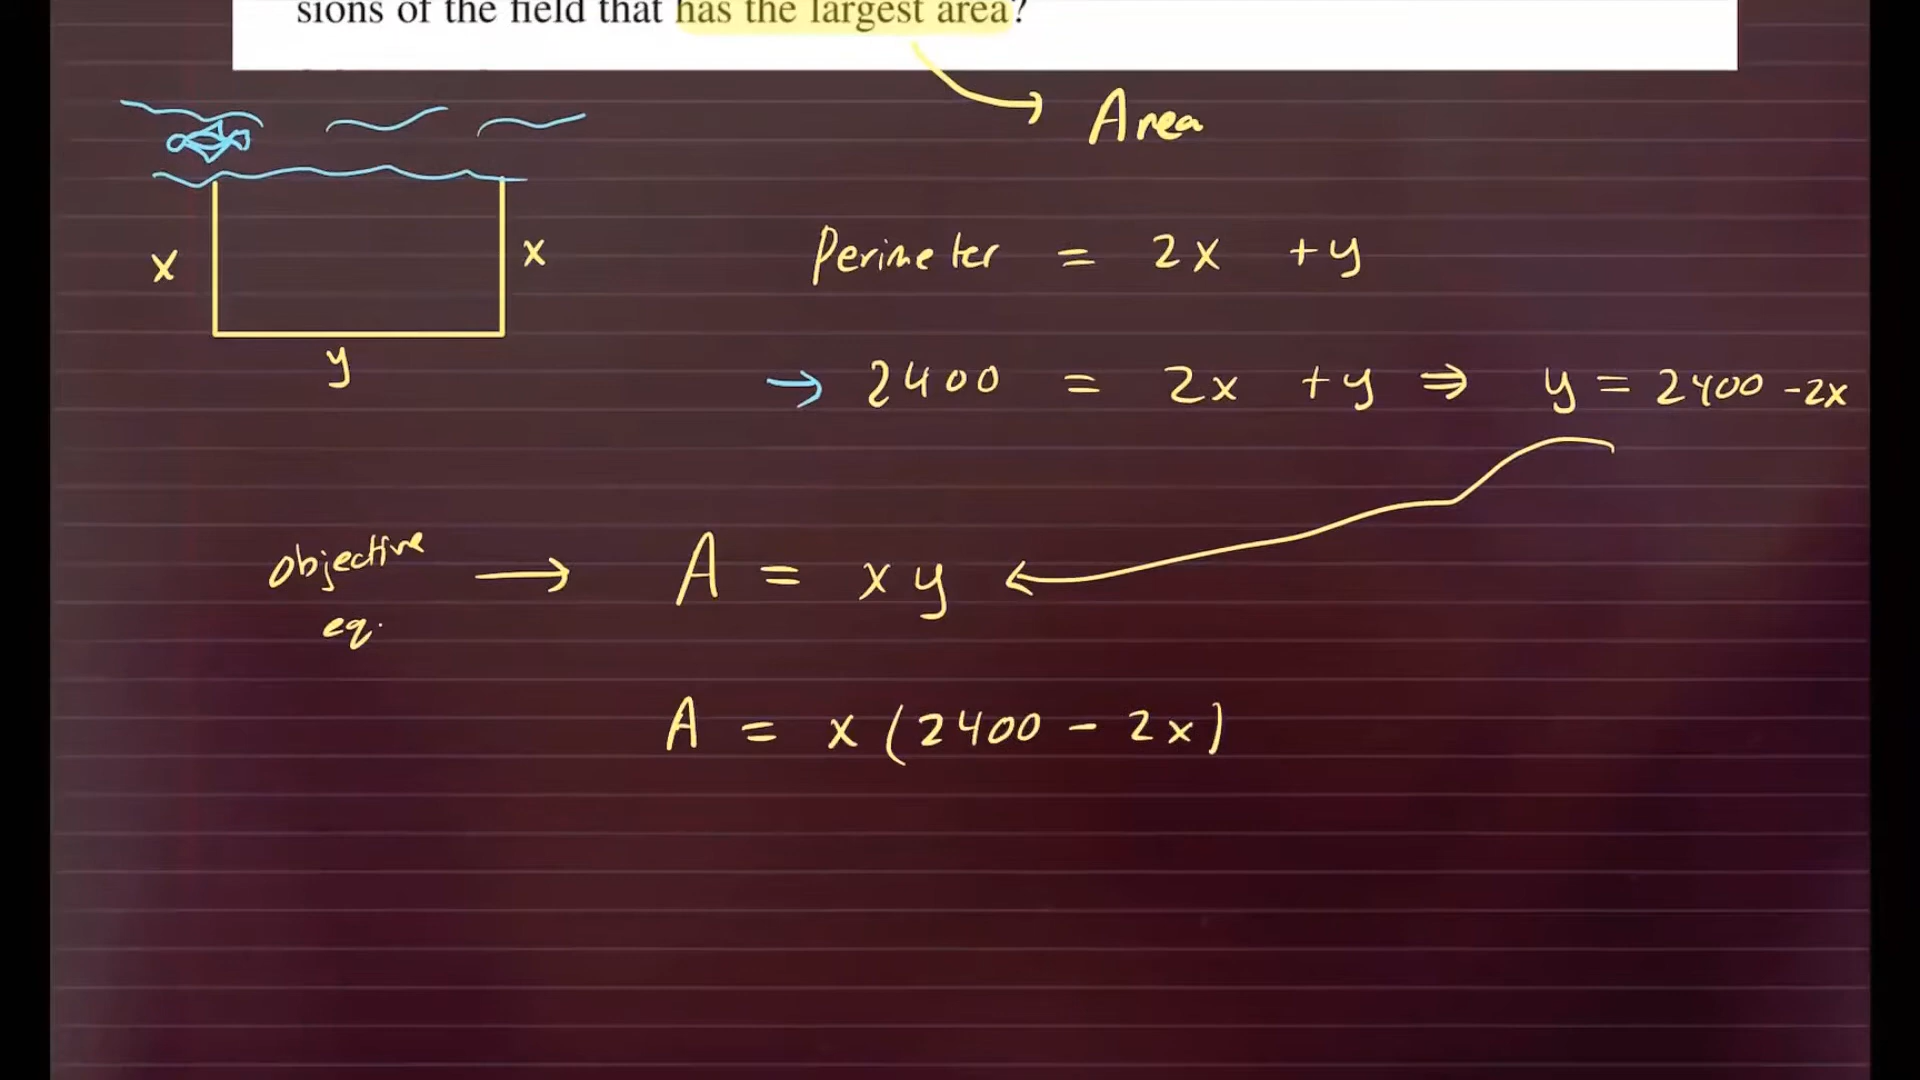 sions of the field that has the largest area?
Area
x
x
y
Perimeter = 2x + y
→ 2400 = 2x + y ⇒ y = 2400 - 2x
Objective
eq.
→ A = xy ←
A = x(2400 - 2x)